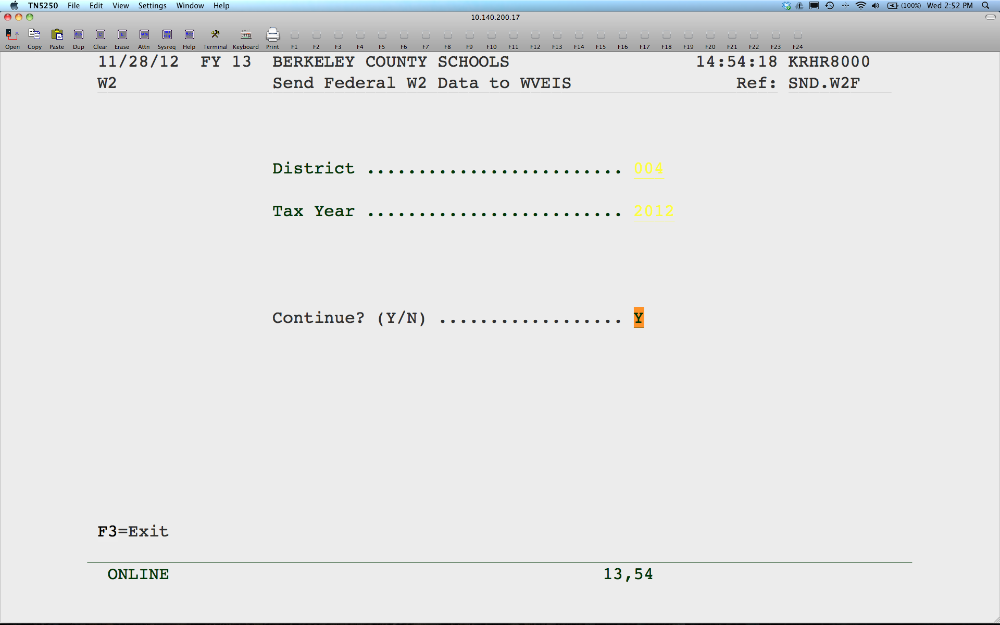 TN5250 File Edit View Settings Window Help (100%) Wed 2:52 PM
10.140.200.17
Open Copy Paste Dup Clear Erase Attn Sysreq Help Terminal Keyboard Print F1 F2 F3 F4 F5 F6 F7 F8 F9 F10 F11 F12 F13 F14 F15 F16 F17 F18 F19 F20 F21 F22 F23 F24
11/28/12 FY 13 BERKELEY COUNTY SCHOOLS 14:54:18 KRHR8000
W2 Send Federal W2 Data to WVEIS Ref: SND.W2F
District ......................... 004
Tax Year ......................... 2012
Continue? (Y/N) .................. Y
F3=Exit
ONLINE 13,54